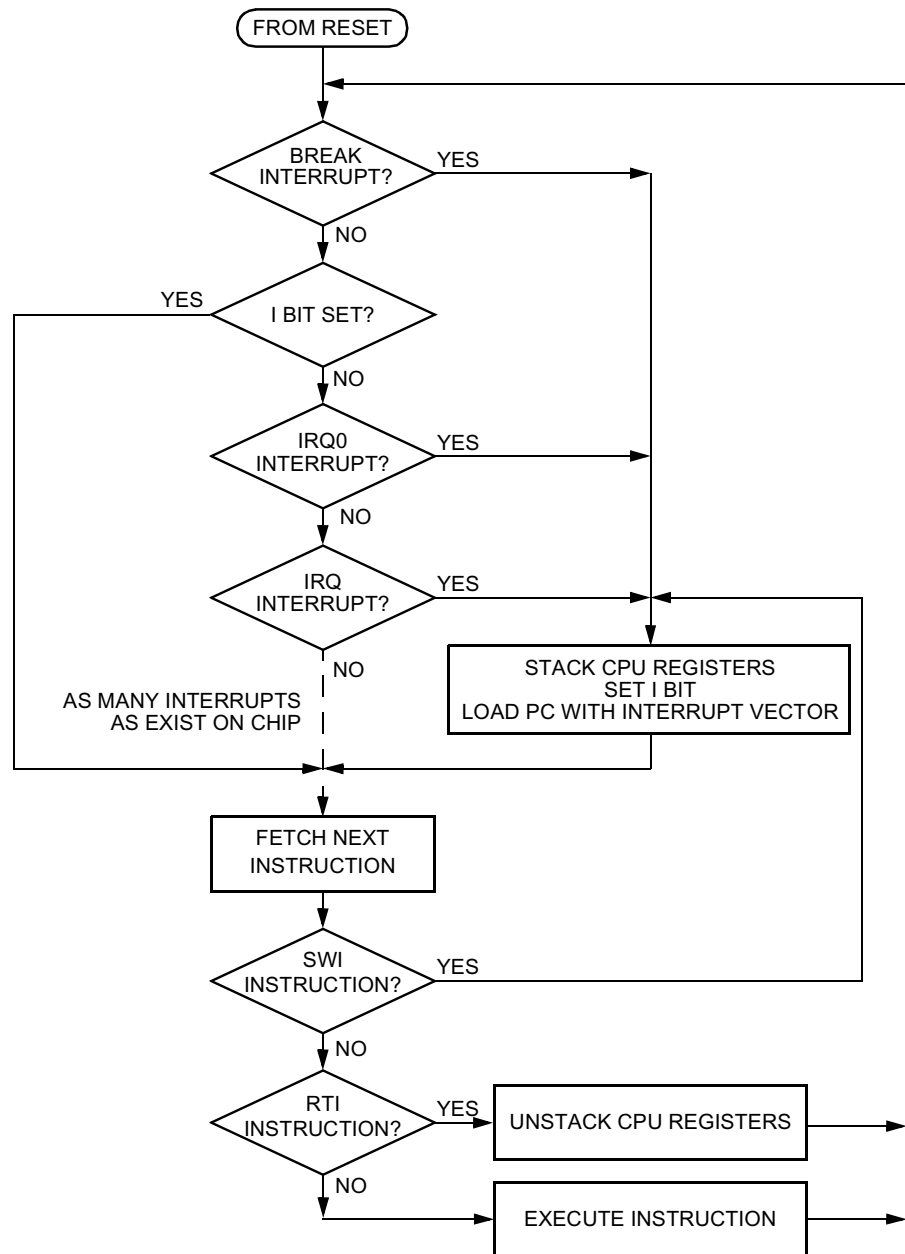 FROM RESET
BREAK
INTERRUPT?
YES
NO
YES
I BIT SET?
NO
IRQ0
INTERRUPT?
YES
NO
IRQ
INTERRUPT?
YES
NO
STACK CPU REGISTERS
SET I BIT
LOAD PC WITH INTERRUPT VECTOR
AS MANY INTERRUPTS
AS EXIST ON CHIP
FETCH NEXT
INSTRUCTION
SWI
INSTRUCTION?
YES
NO
RTI
INSTRUCTION?
YES
UNSTACK CPU REGISTERS
NO
EXECUTE INSTRUCTION